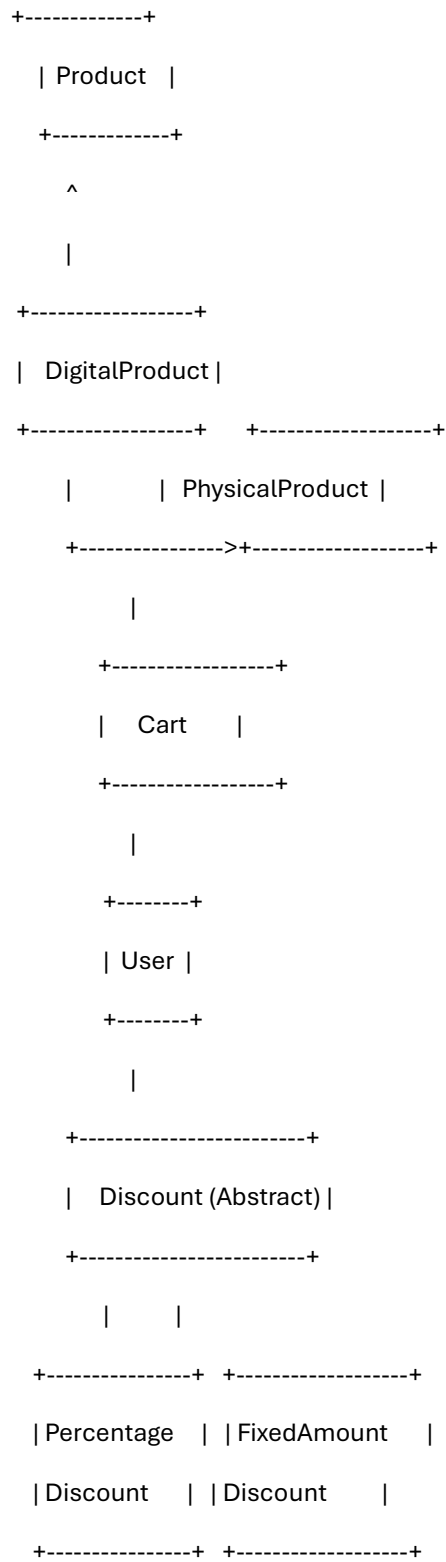 +-------------+
| Product |
+-------------+
^
|
+------------------+
| DigitalProduct |
+------------------+ +-------------------+
| | PhysicalProduct |
+---------------->+-------------------+
|
+------------------+
| Cart |
+------------------+
|
+--------+
| User |
+--------+
|
+-------------------------+
| Discount (Abstract) |
+-------------------------+
| |
+----------------+ +-------------------+
| Percentage | | FixedAmount |
| Discount | | Discount |
+----------------+ +-------------------+